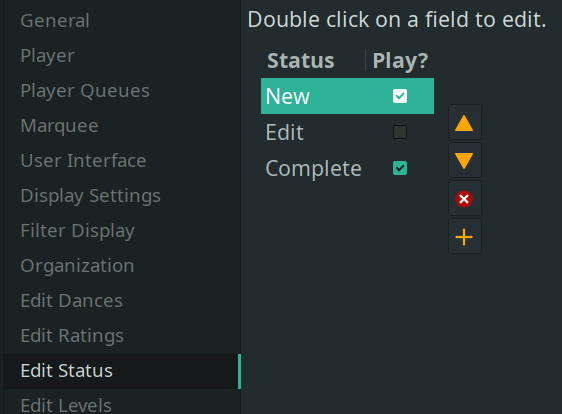 General
Player
Player Queues
Marquee
User Interface
Display Settings
Filter Display
Organization
Edit Dances
Edit Ratings
Edit Status
Edit Levels
Double click on a field to edit.
Status Play?
New
Edit
Complete